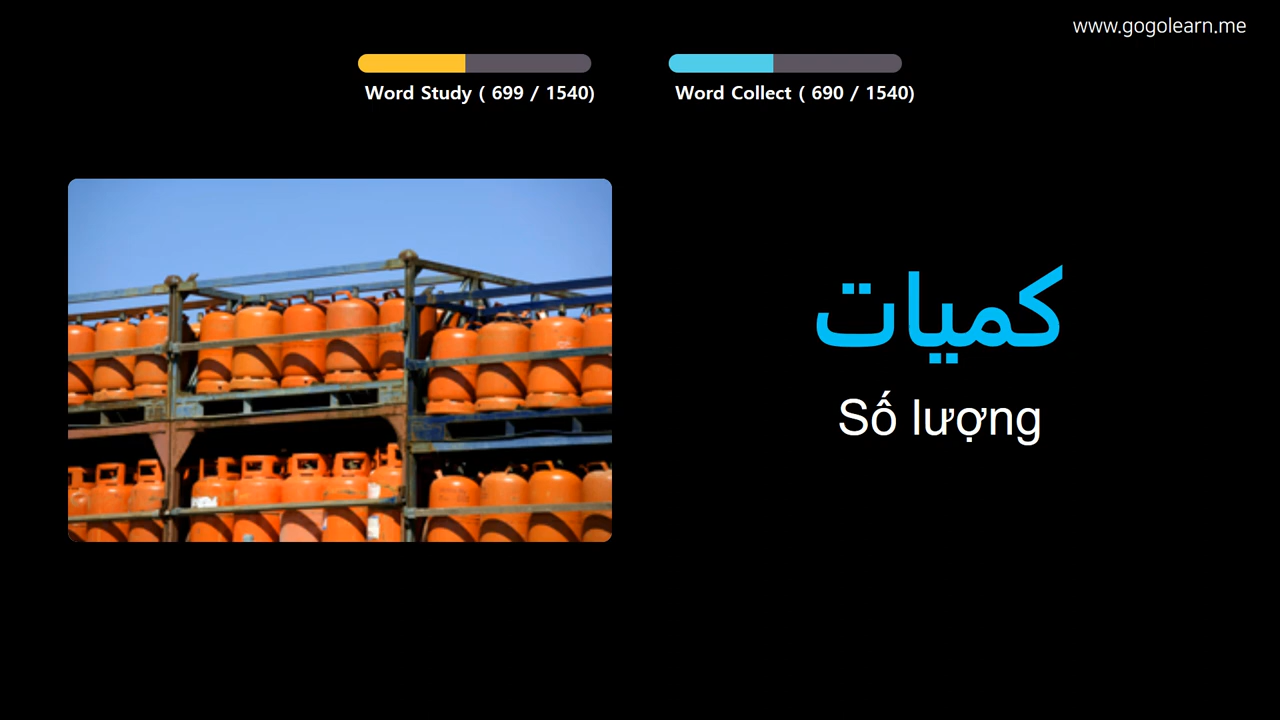 www.gogolearn.me
Word Study ( 699 / 1540)
Word Collect ( 690 / 1540)
كميات
Số lượng